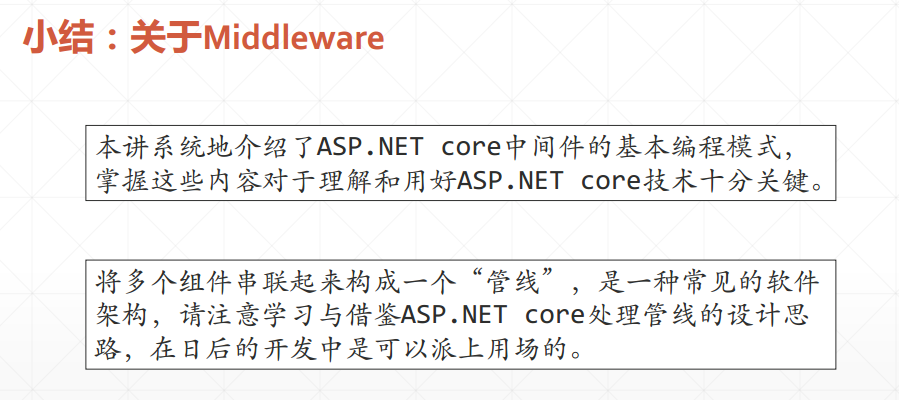 小结：关于Middleware
本讲系统地介绍了ASP.NET core中间件的基本编程模式，
掌握这些内容对于理解和用好ASP.NET core技术十分关键。
将多个组件串联起来构成一个“管线”，是一种常见的软件
架构，请注意学习与借鉴ASP.NET core处理管线的设计思
路，在日后的开发中是可以派上用场的。